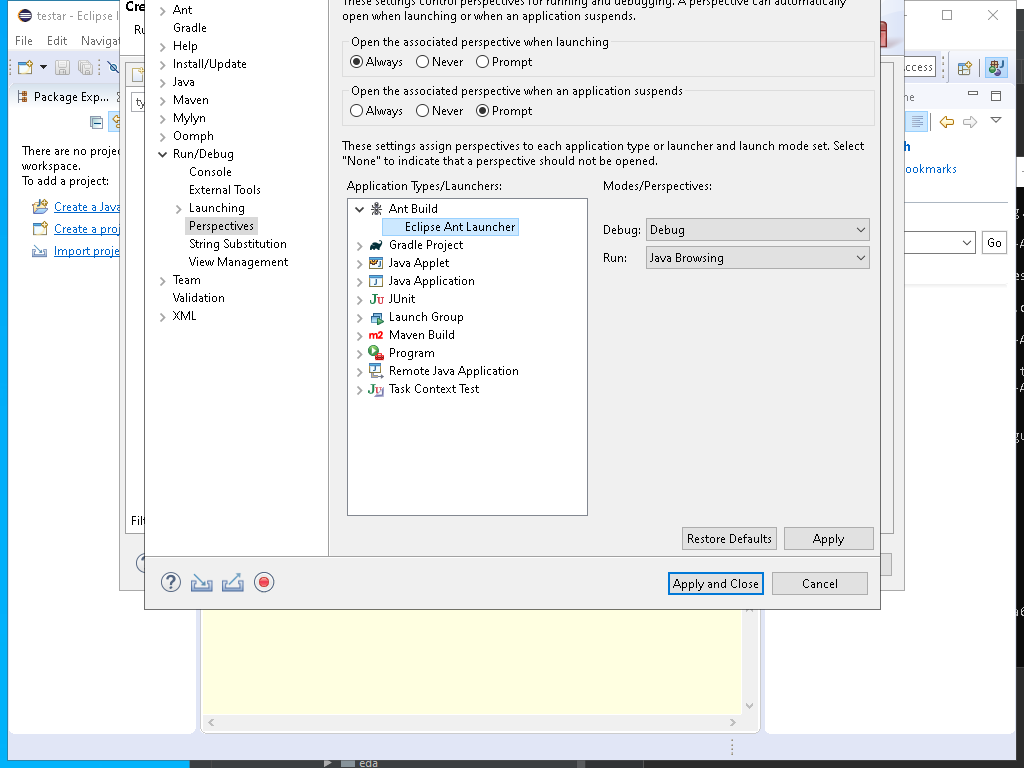 testar - Eclipse I
File Edit Navigat
Package Exp...
There are no proje
workspace.
To add a project:
Create a Java
Create a proj
Import proje
Cre
Ru
ty
Filt
Ant
Gradle
Help
Install/Update
Java
Maven
Mylyn
Oomph
Run/Debug
Console
External Tools
Launching
Perspectives
String Substitution
View Management
Team
Validation
XML
These settings control perspectives for running and debugging. A perspective can automatically
open when launching or when an application suspends.
Open the associated perspective when launching
Always Never Prompt
Open the associated perspective when an application suspends
Always Never Prompt
These settings assign perspectives to each application type or launcher and launch mode set. Select
"None" to indicate that a perspective should not be opened.
Application Types/Launchers:
Ant Build
Eclipse Ant Launcher
Gradle Project
Java Applet
Java Application
JUnit
Launch Group
Maven Build
Program
Remote Java Application
Task Context Test
Modes/Perspectives:
Debug: Debug
Run: Java Browsing
Restore Defaults Apply
Apply and Close Cancel
ccess
ne
h
ookmarks
Go
eda